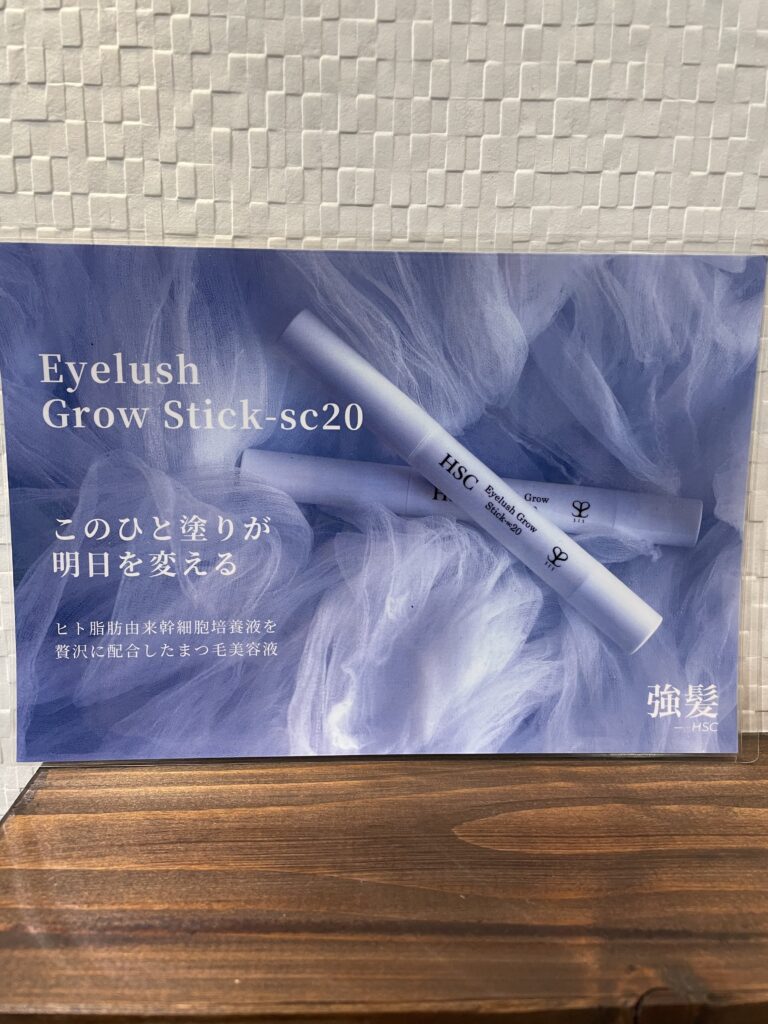 Eyelush
Grow Stick-sc20
このひと塗りが
明日を変える
ヒト脂肪由来幹細胞培養液を
贅沢に配合したまつ毛美容液
HSC
Eyelush Grow
Stick-sc20
Grow
強髪
HSC